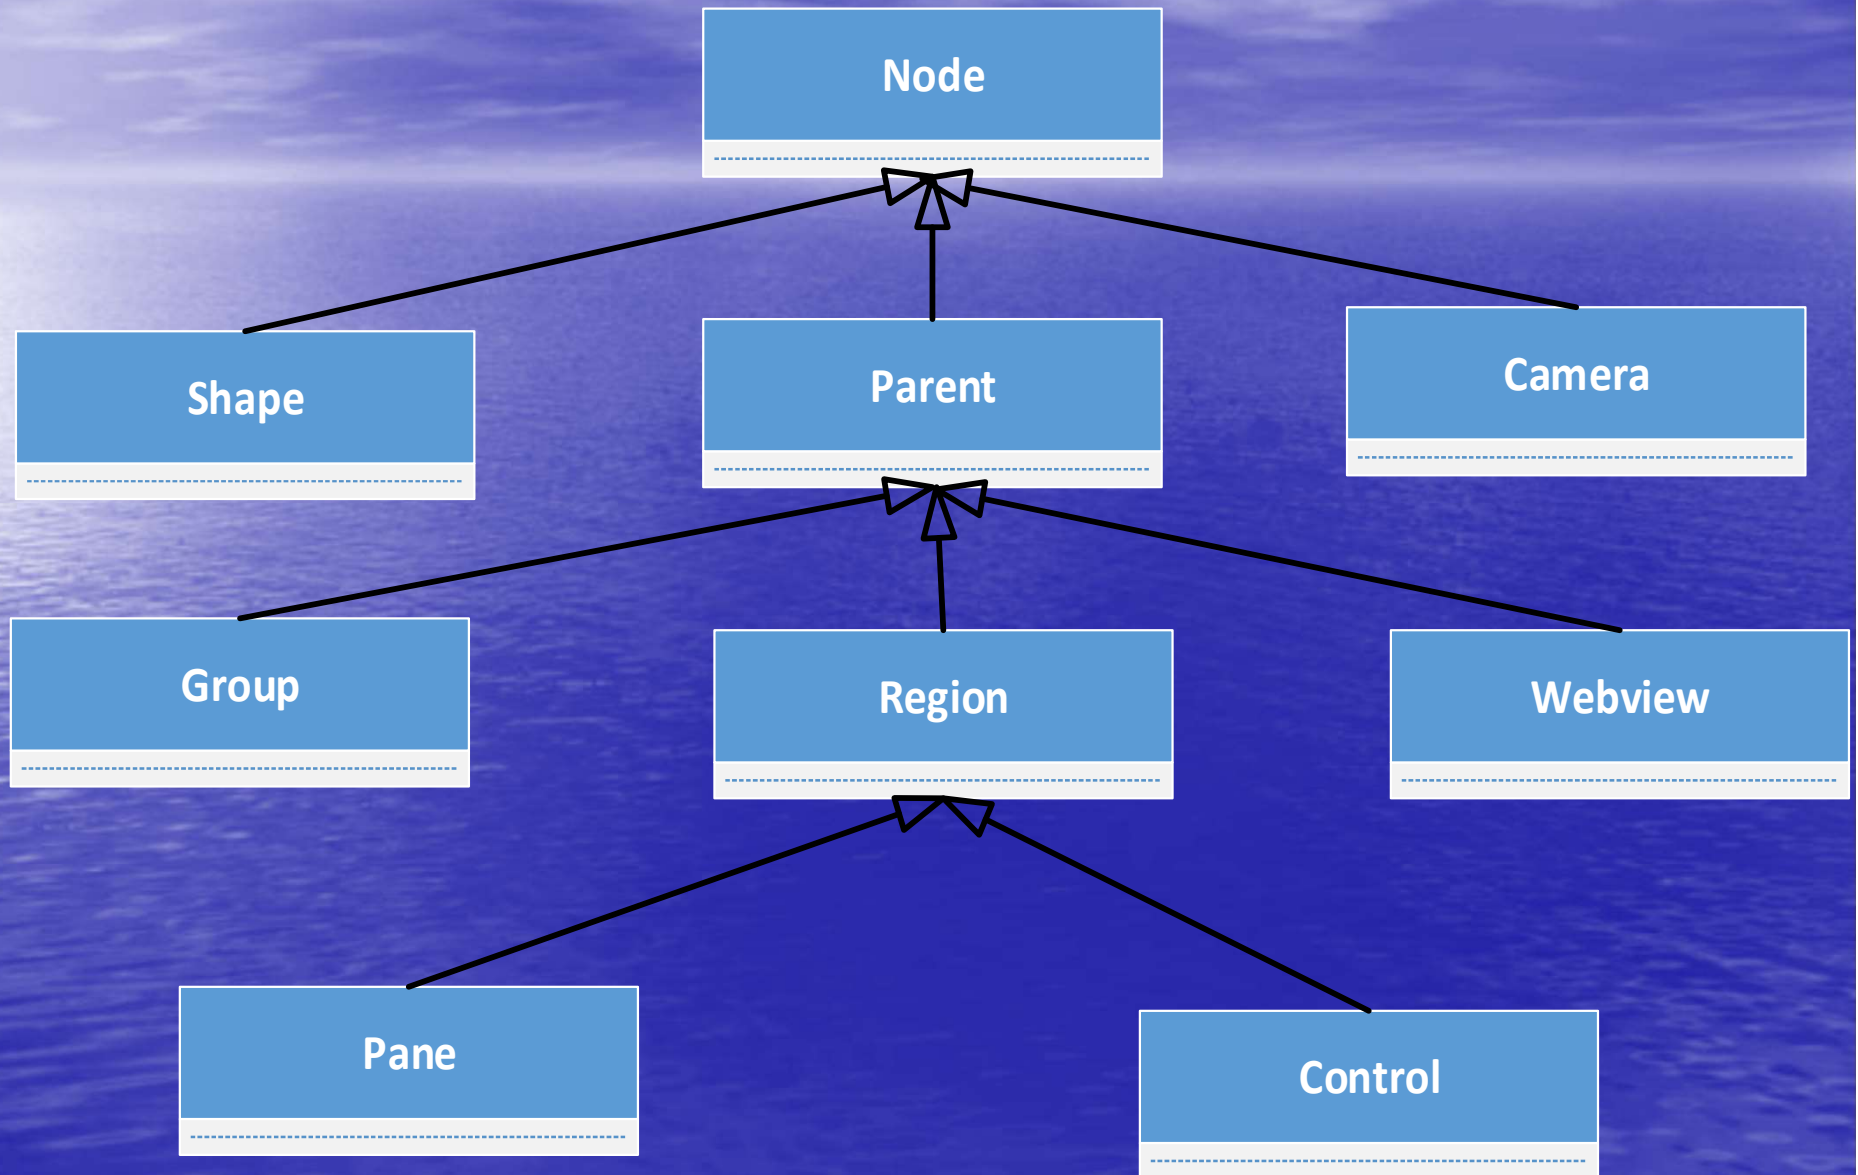 Node
Shape
Parent
Camera
Group
Region
Webview
Pane
Control